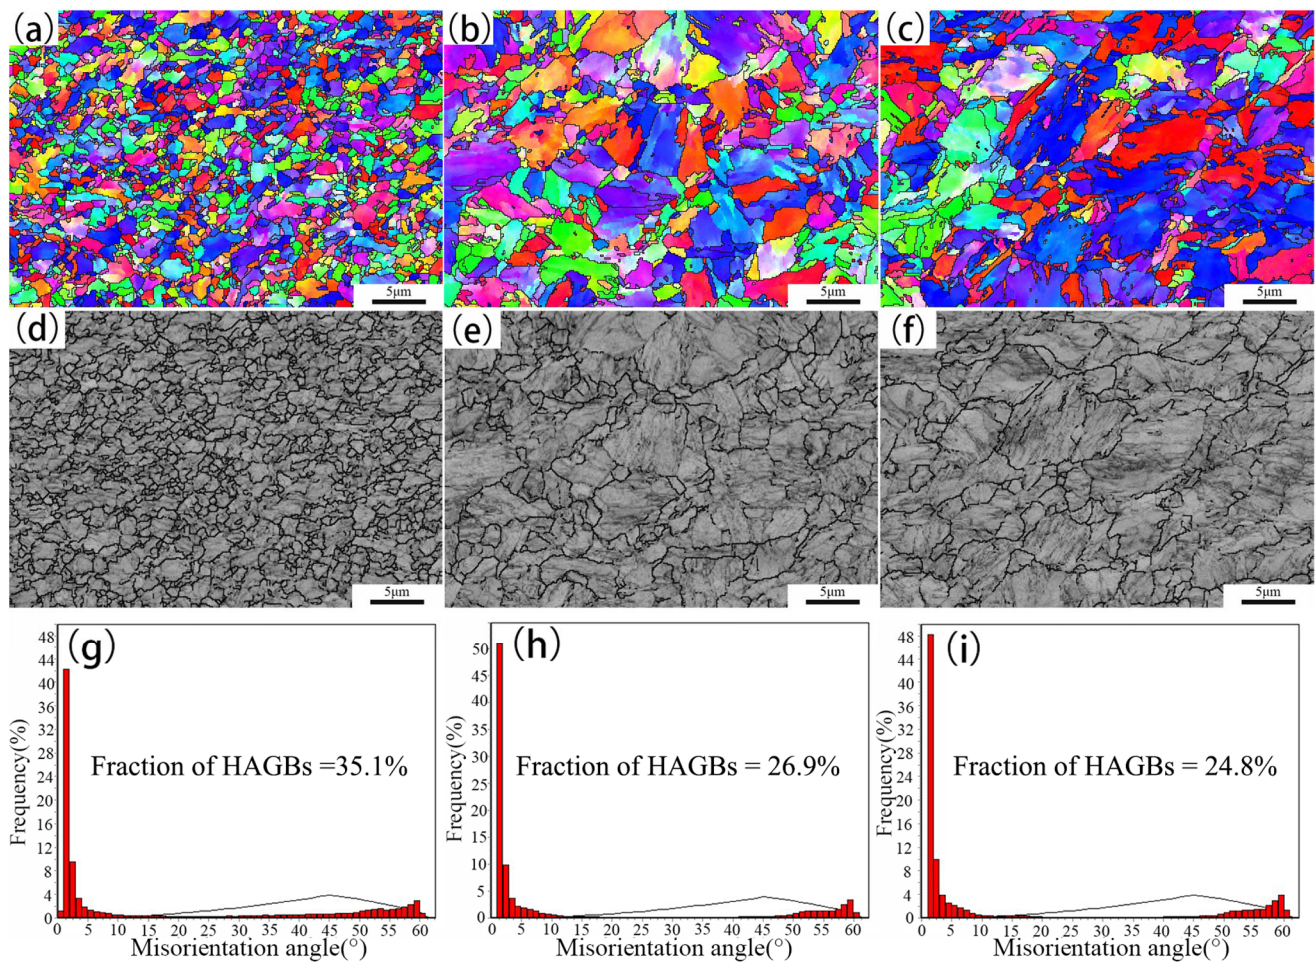 (a)
(b)
(c)
5μm
5μm
5μm
(d)
(e)
(f)
5μm
5μm
5μm
(g)
Frequency(%)
48
44
40
36
32
28
24
20
16
12
8
4
0
Fraction of HAGBs =35.1%
0 5 10 15 20 25 30 35 40 45 50 55 60
Misorientation angle(°)
(h)
Frequency(%)
50
45
40
35
30
25
20
15
10
5
0
Fraction of HAGBs = 26.9%
0 5 10 15 20 25 30 35 40 45 50 55 60
Misorientation angle(°)
(i)
Frequency(%)
48
44
40
36
32
28
24
20
16
12
8
4
0
Fraction of HAGBs = 24.8%
0 5 10 15 20 25 30 35 40 45 50 55 60
Misorientation angle(°)